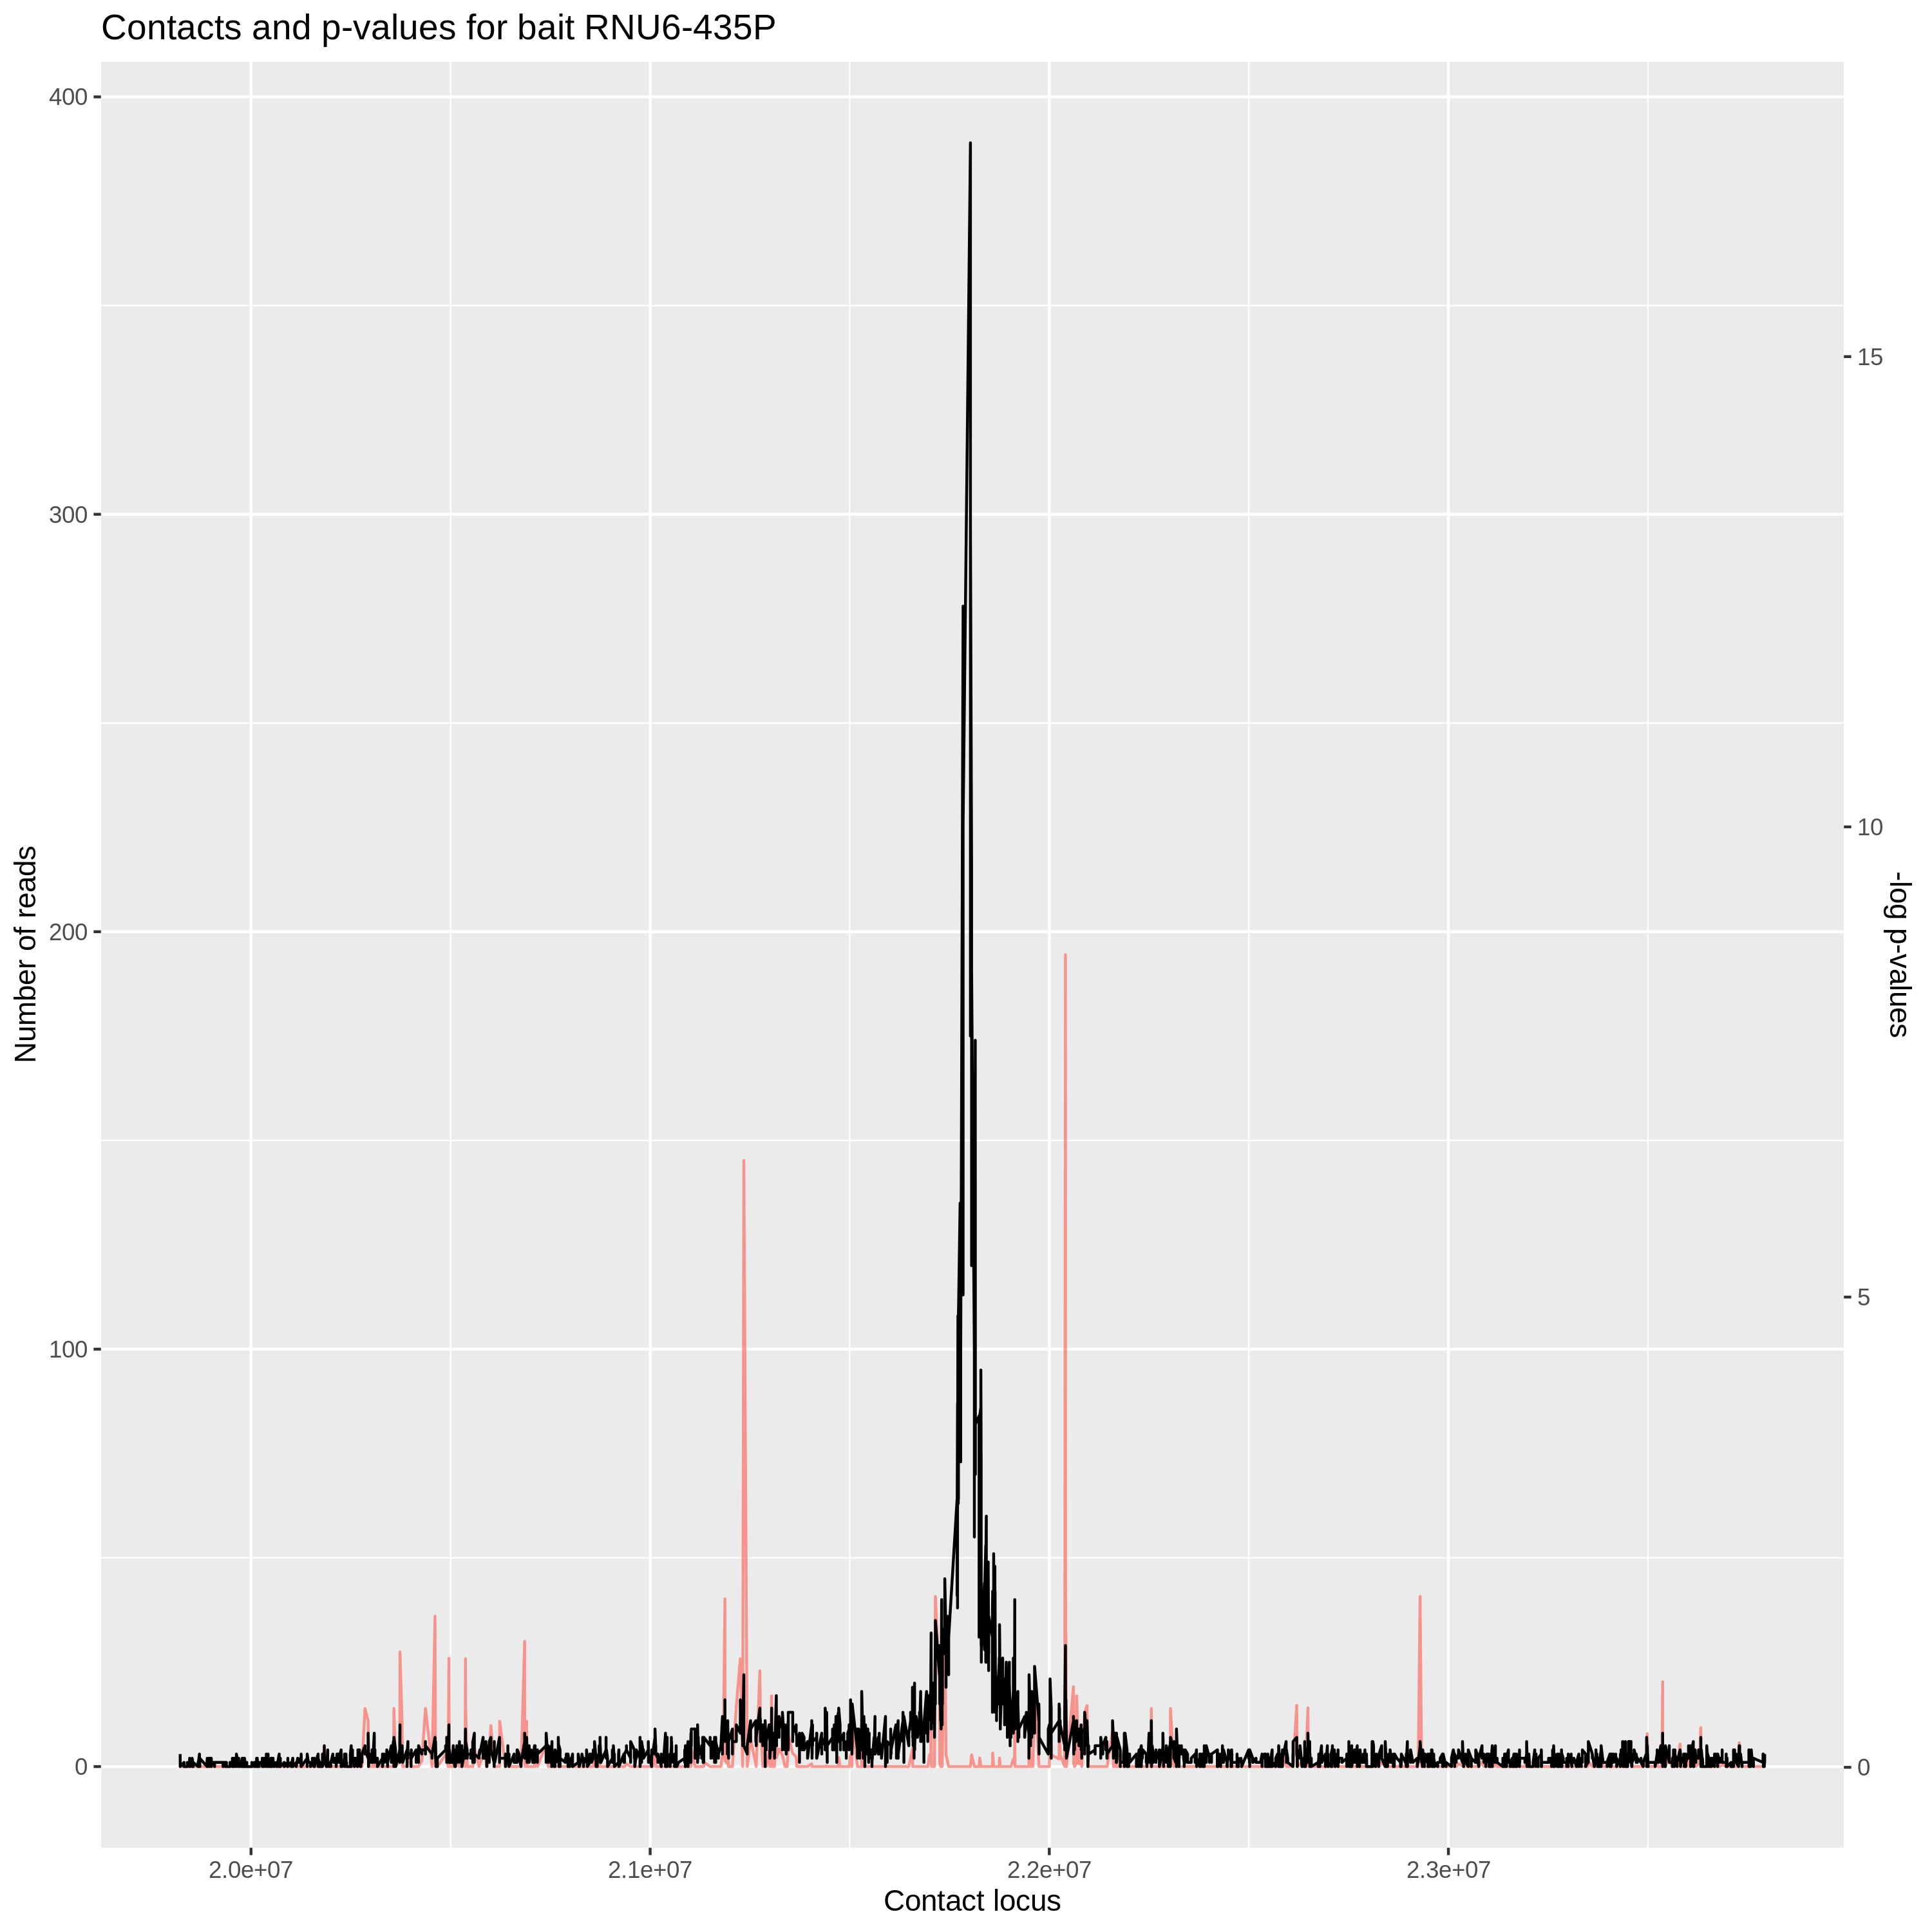 Contacts and p-values for bait RNU6-435P
400
300
200
100
0
Number of reads
15
10
5
0
-log p-values
2.0e+07
2.1e+07
2.2e+07
2.3e+07
Contact locus